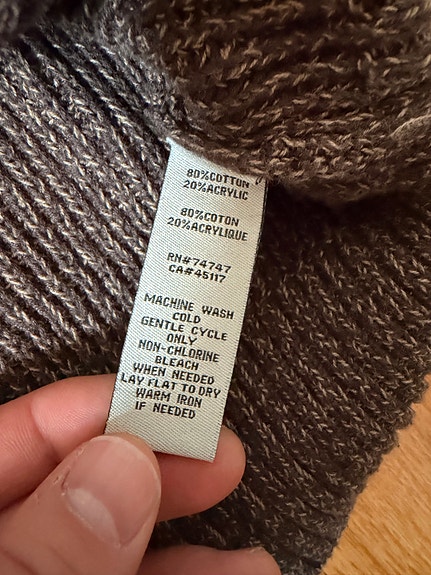 80%COTTON
20%ACRYLIC
80%COTON
20%ACRYLIQUE
RN#74747
CA#45117
MACHINE WASH
COLD
GENTLE CYCLE
ONLY
NON-CHLORINE
BLEACH
WHEN NEEDED
LAY FLAT TO DRY
WARM IRON
IF NEEDED